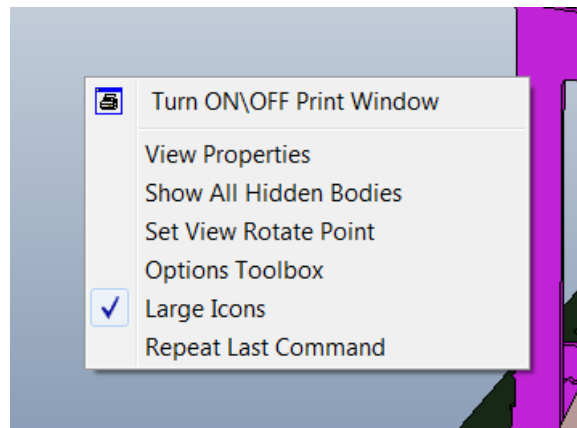 Turn ON\OFF Print Window
View Properties
Show All Hidden Bodies
Set View Rotate Point
Options Toolbox
Large Icons
Repeat Last Command